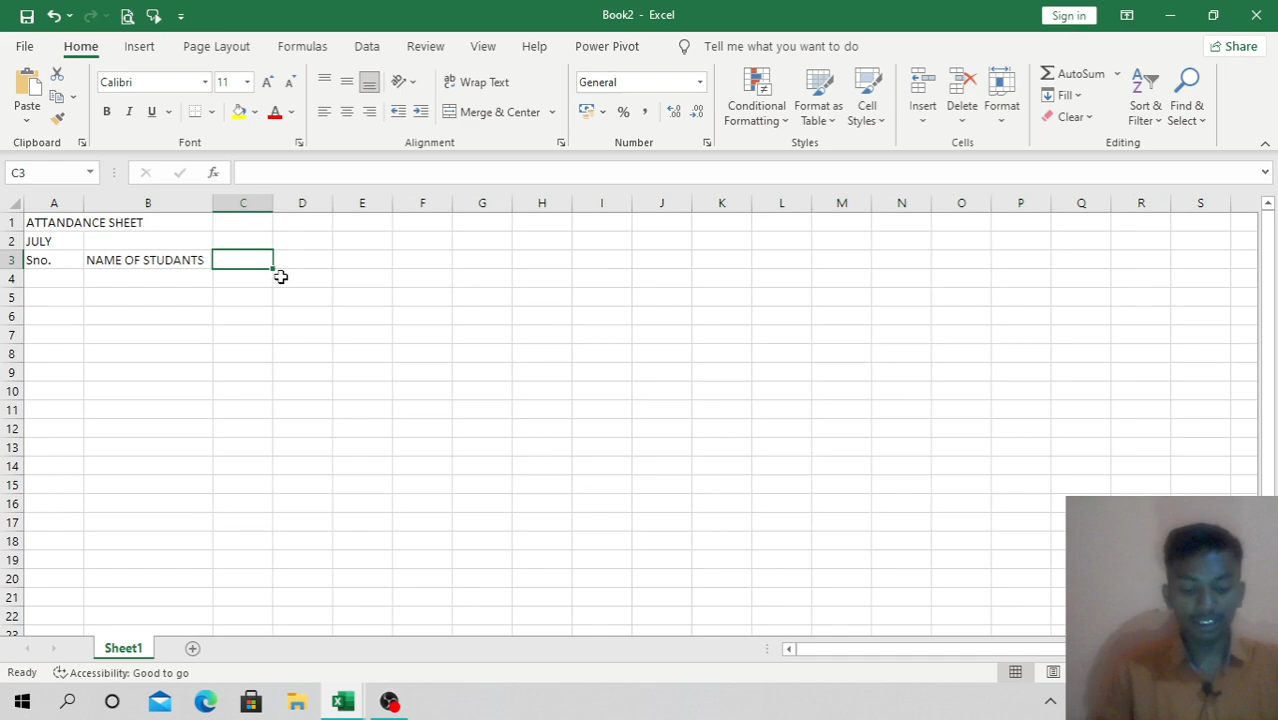 Book2 - Excel
Sign in
File Home Insert Page Layout Formulas Data Review View Help Power Pivot Tell me what you want to do Share
Calibri 11 Wrap Text General AutoSum
Paste Merge & Center Conditional Formatting Format as Table Cell Styles Insert Delete Format Fill Clear Sort & Filter Find & Select
Clipboard Font Alignment Number Styles Cells Editing
C3
A B C D E F G H I J K L M N O P Q R S
1 ATTANDANCE SHEET
2 JULY
3 Sno. NAME OF STUDANTS
4
5
6
7
8
9
10
11
12
13
14
15
16
17
18
19
20
21
22
23
Sheet1
Ready Accessibility: Good to go